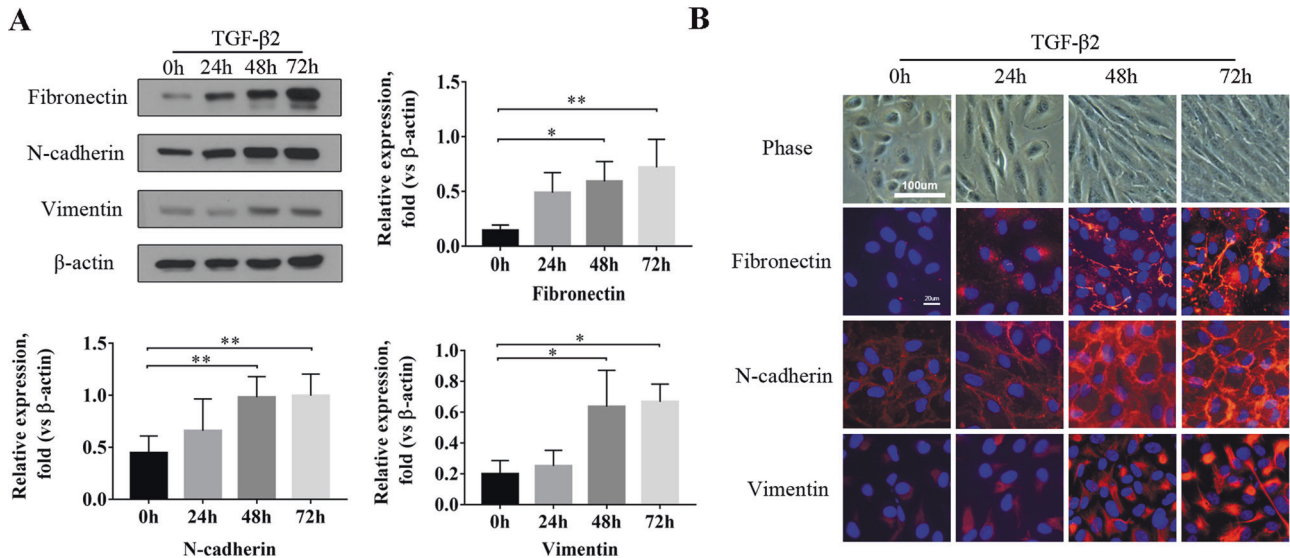 A
TGF-β2
0h 24h 48h 72h
Fibronectin
N-cadherin
Vimentin
β-actin
Relative expression,
fold (vs β-actin)
1.5
1.0
0.5
0.0
**
*
0h 24h 48h 72h
Fibronectin
Relative expression,
fold (vs β-actin)
1.5
1.0
0.5
0.0
**
**
0h 24h 48h 72h
N-cadherin
Relative expression,
fold (vs β-actin)
1.0
0.8
0.6
0.4
0.2
0.0
*
*
0h 24h 48h 72h
Vimentin
B
TGF-β2
0h 24h 48h 72h
Phase
100um
Fibronectin
20um
N-cadherin
Vimentin